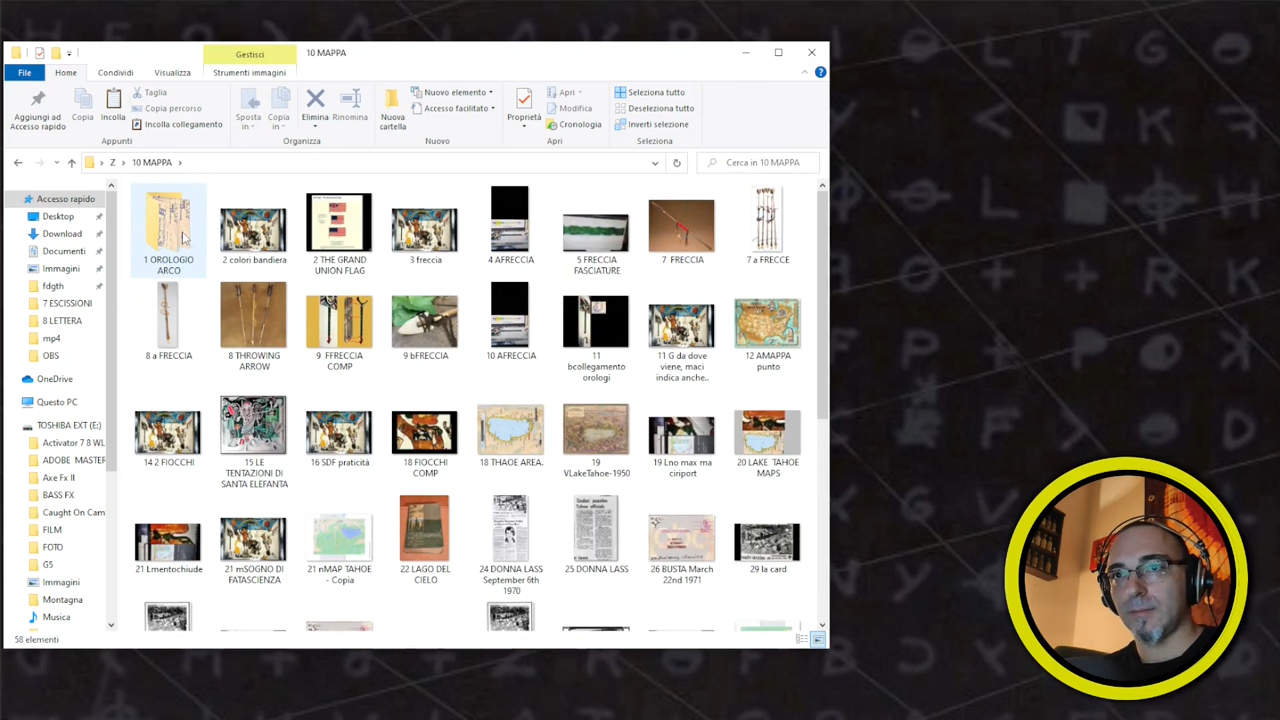 Gestisci
10 MAPPA
File
Home
Condividi
Visualizza
Strumenti immagini
Aggiungi ad Accesso rapido
Copia
Incolla
Taglia
Copia percorso
Incolla collegamento
Appunti
Sposta in
Copia in
Elimina
Rinomina
Organizza
Nuova cartella
Nuovo elemento
Accesso facilitato
Nuovo
Proprietà
Apri
Modifica
Cronologia
Apri
Seleziona tutto
Deseleziona tutto
Inverti selezione
Seleziona
Z
10 MAPPA
Cerca in 10 MAPPA
Accesso rapido
Desktop
Download
Documenti
Immagini
fdgth
7 ESCISSIONI
8 LETTERA
mp4
OBS
OneDrive
Questo PC
TOSHIBA EXT (E:)
Activator 7 8 WL
ADOBE MASTER
Axe Fx II
BASS FX
Caught On Cam
FILM
FOTO
G5
Immagini
Montagna
Musica
1 OROLOGIO ARCO
2 colori bandiera
2 THE GRAND UNION FLAG
3 freccia
4 AFRECCIA
5 FRECCIA FASCIATURE
7 FRECCIA
7 a FRECCE
8 a FRECCIA
8 THROWING ARROW
9 FFRECCIA COMP
9 bFRECCIA
10 AFRECCIA
11 bcollegamento orologi
11 G da dove viene, maci indica anche..
12 AMAPPA punto
14 2 FIOCCHI
15 LE TENTAZIONI DI SANTA ELEFANTA
16 SDF praticità
18 FIOCCHI COMP
18 THAOE AREA.
19 VLakeTahoe-1950
19 Lno max ma ciriport
20 LAKE TAHOE MAPS
21 Lmentochiude
21 mSOGNO DI FATASCIENZA
21 nMAP TAHOE - Copia
22 LAGO DEL CIELO
24 DONNA LASS September 6th 1970
25 DONNA LASS
26 BUSTA March 22nd 1971
29 la card
58 elementi